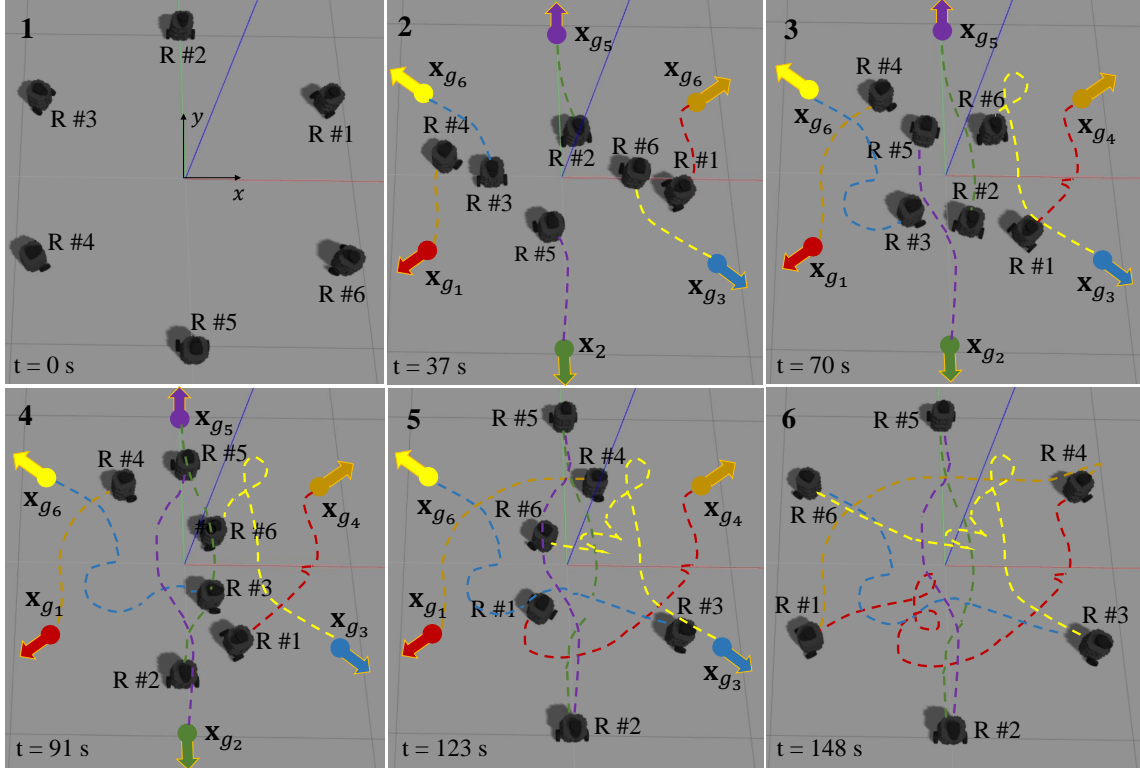 1
R #2
R #3
R #1
y
x
R #4
R #6
R #5
t = 0 s
2
x_g5
x_g6
x_g6
R #4
R #2
R #6
R #1
R #3
R #5
x_g1
x_g3
x_2
t = 37 s
3
x_g5
R #4
x_g6
R #6
x_g4
R #5
R #2
R #3
R #1
x_g1
x_g3
x_g2
t = 70 s
4
x_g5
R #4
R #5
x_g6
x_g4
R #6
R #3
x_g1
x_g3
R #1
R #2
x_g2
t = 91 s
5
R #5
R #4
x_g6
x_g4
R #6
x_g1
R #1
R #3
x_g3
R #2
t = 123 s
6
R #5
R #4
R #6
R #1
R #3
R #2
t = 148 s